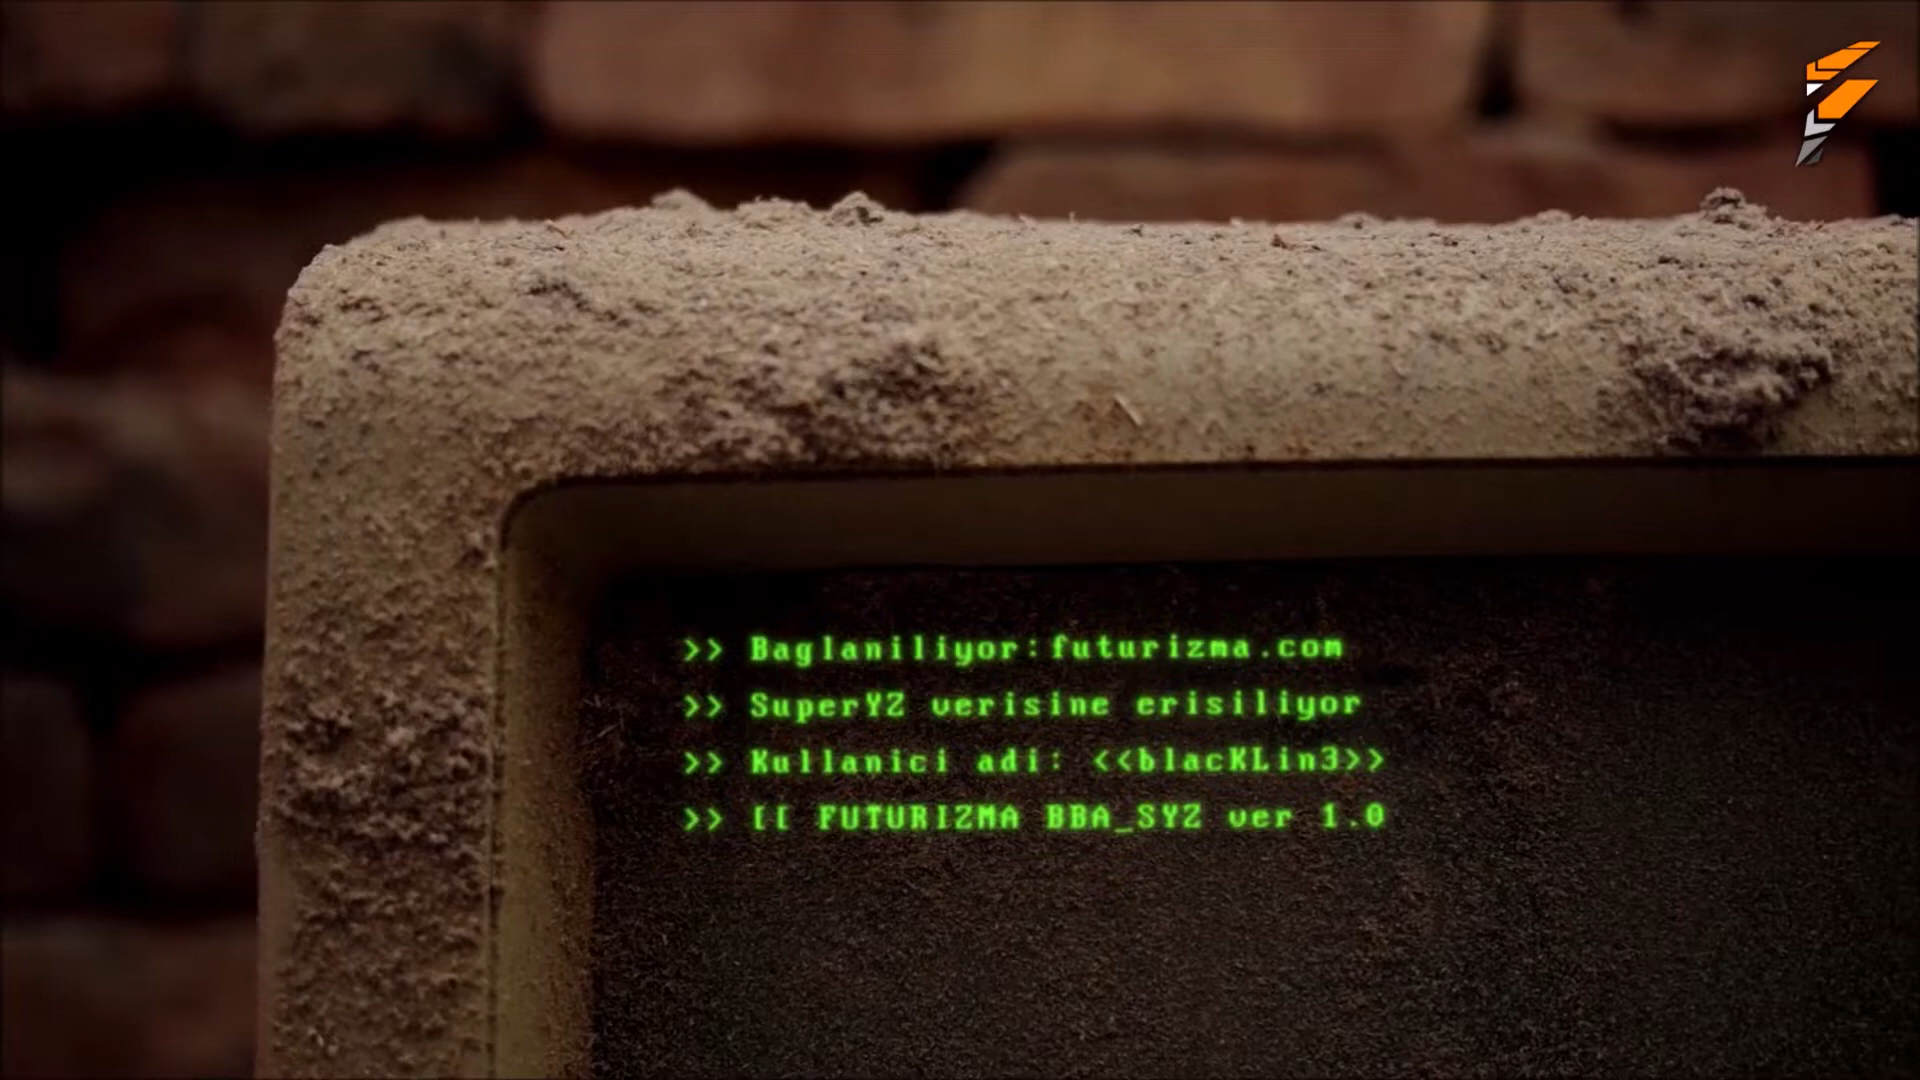 >> Baglaniliyor:futurizma.com
>> SuperYZ verisine erisiliyor
>> Kullanici adi: <<blacKLin3>>
>> [[ FUTURIZMA BBA_SYZ ver 1.0